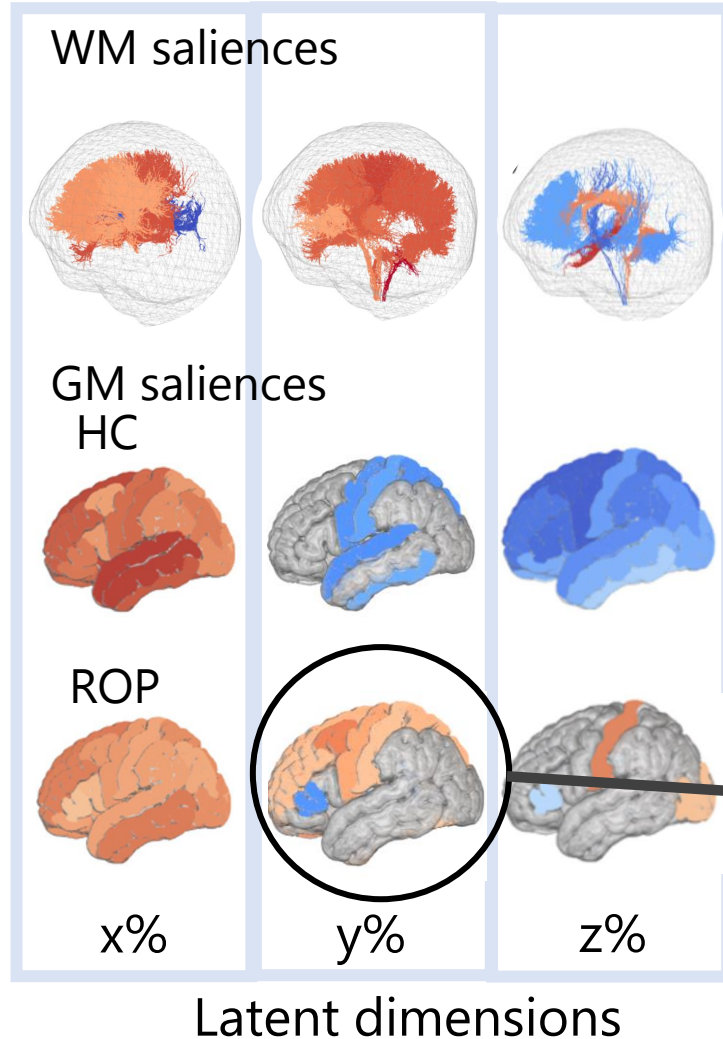 WM saliences
GM saliences
HC
ROP
x% y% z%
Latent dimensions